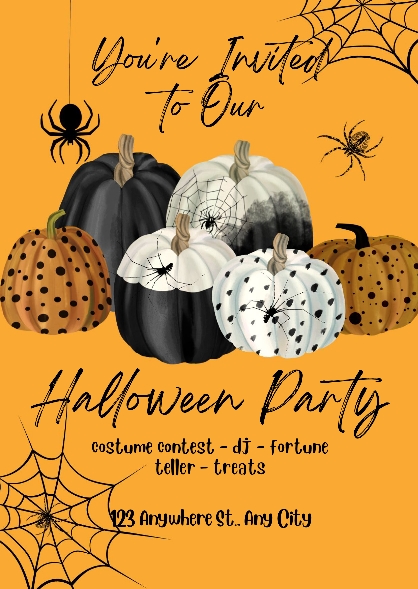 You're Invited
to Our
Halloween Party
costume contest - dj - fortune
teller - treats
123 Anywhere St., Any City